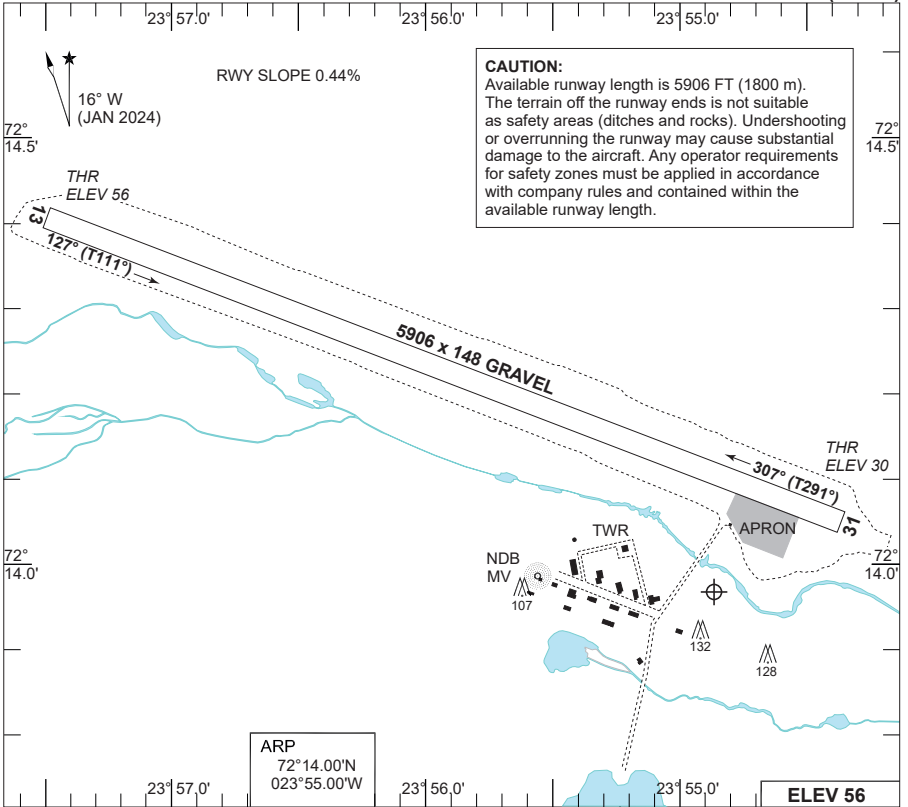 23°57.0'
23°56.0'
23°55.0'
16° W
(JAN 2024)
RWY SLOPE 0.44%
CAUTION:
Available runway length is 5906 FT (1800 m).
The terrain off the runway ends is not suitable
as safety areas (ditches and rocks). Undershooting
or overrunning the runway may cause substantial
damage to the aircraft. Any operator requirements
for safety zones must be applied in accordance
with company rules and contained within the
available runway length.
72°
14.5'
72°
14.5'
THR
ELEV 56
13
127° (T111°)
5906 x 148 GRAVEL
THR
ELEV 30
307° (T291°)
31
APRON
TWR
NDB
MV
107
72°
14.0'
72°
14.0'
132
128
ARP
72°14.00'N
023°55.00'W
23°57.0'
23°56.0'
23°55.0'
ELEV 56